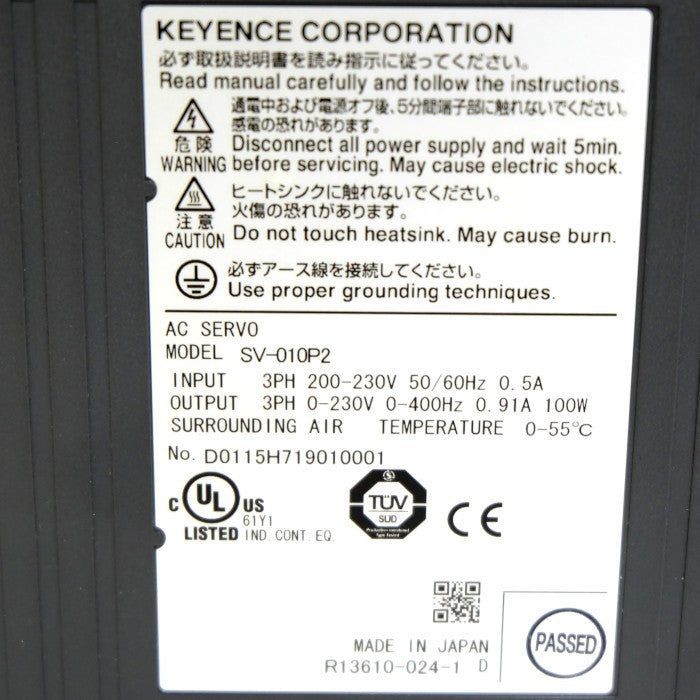 KEYENCE CORPORATION
必ず取扱説明書を読み指示に従ってください。
Read manual carefully and follow the instructions.
通電中および電源オフ後、5分間端子部に触れないでください。
感電の恐れがあります。
危険 Disconnect all power supply and wait 5min.
WARNING before servicing. May cause electric shock.
ヒートシンクに触れないでください。
火傷の恐れがあります。
注意
CAUTION Do not touch heatsink. May cause burn.
必ずアース線を接続してください。
Use proper grounding techniques.
AC SERVO
MODEL SV-010P2
INPUT 3PH 200-230V 50/60Hz 0.5A
OUTPUT 3PH 0-230V 0-400Hz 0.91A 100W
SURROUNDING AIR TEMPERATURE 0-55℃
No. D0115H719010001
C UL US
61Y1
LISTED IND. CONT. EQ.
TÜV
SÜD
Production monitored
Type tested
CE
MADE IN JAPAN
R13610-024-1 D
PASSED